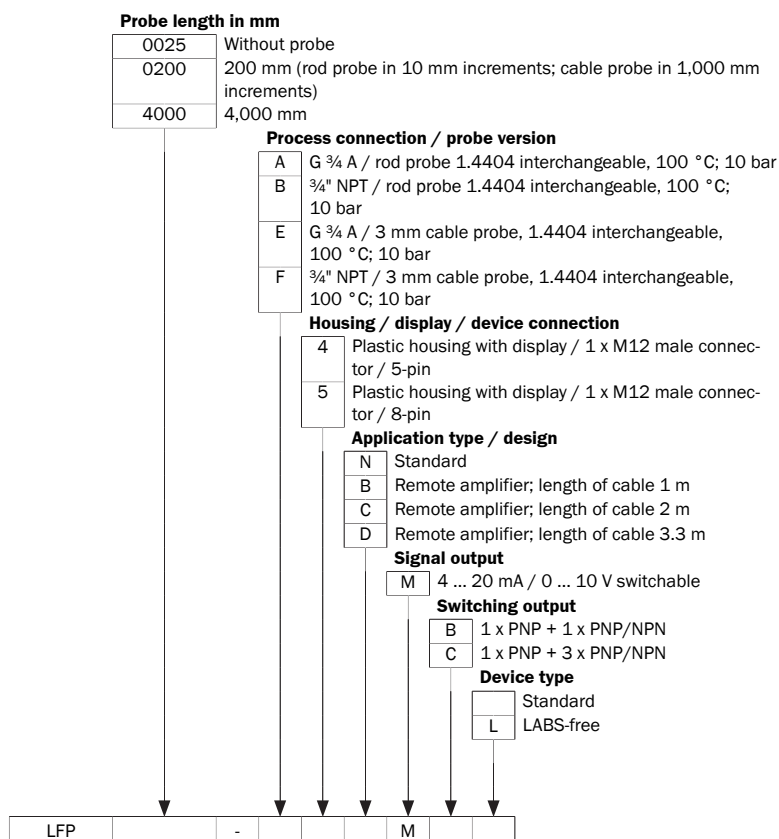 Probe length in mm
0025 Without probe
0200 200 mm (rod probe in 10 mm increments; cable probe in 1,000 mm
increments)
4000 4,000 mm
Process connection / probe version
A G ¾ A / rod probe 1.4404 interchangeable, 100 °C; 10 bar
B ¾" NPT / rod probe 1.4404 interchangeable, 100 °C;
10 bar
E G ¾ A / 3 mm cable probe, 1.4404 interchangeable,
100 °C; 10 bar
F ¾" NPT / 3 mm cable probe, 1.4404 interchangeable,
100 °C; 10 bar
Housing / display / device connection
4 Plastic housing with display / 1 x M12 male connec-
tor / 5-pin
5 Plastic housing with display / 1 x M12 male connec-
tor / 8-pin
Application type / design
N Standard
B Remote amplifier; length of cable 1 m
C Remote amplifier; length of cable 2 m
D Remote amplifier; length of cable 3.3 m
Signal output
M 4 ... 20 mA / 0 ... 10 V switchable
Switching output
B 1 x PNP + 1 x PNP/NPN
C 1 x PNP + 3 x PNP/NPN
Device type
Standard
L LABS-free
LFP - M